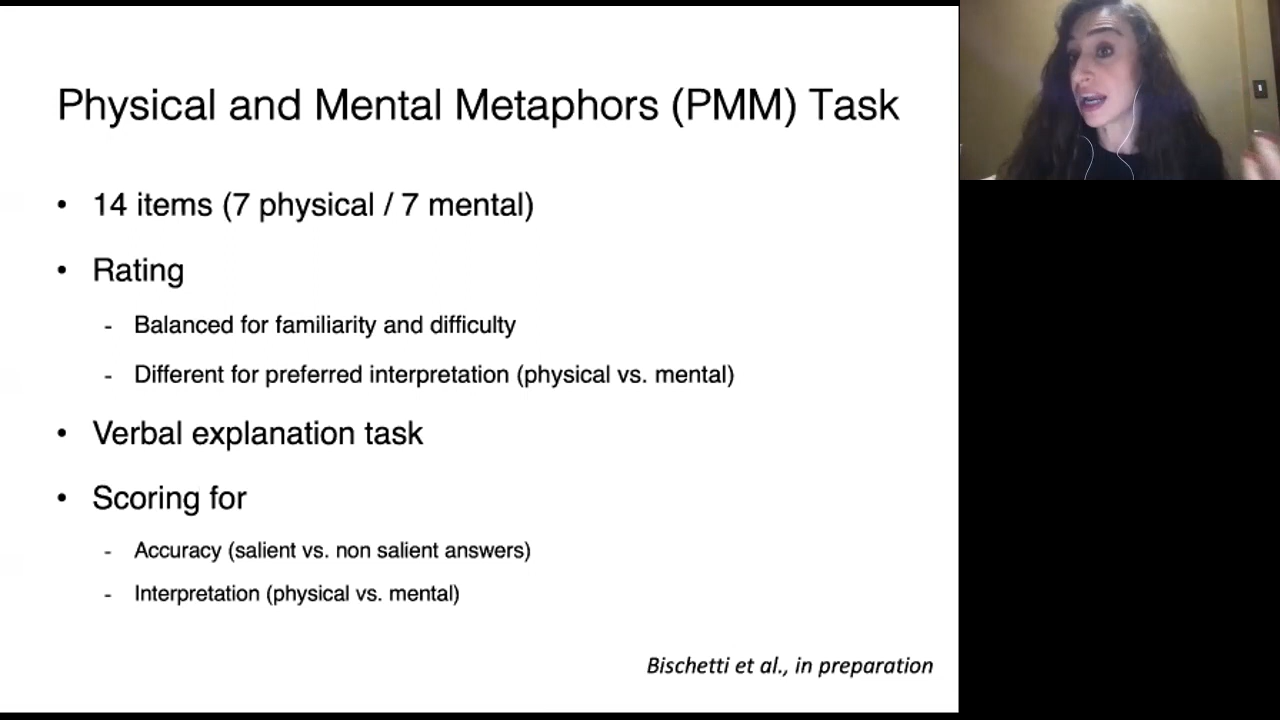 Physical and Mental Metaphors (PMM) Task
• 14 items (7 physical / 7 mental)
• Rating
- Balanced for familiarity and difficulty
- Different for preferred interpretation (physical vs. mental)
• Verbal explanation task
• Scoring for
- Accuracy (salient vs. non salient answers)
- Interpretation (physical vs. mental)
Bischetti et al., in preparation